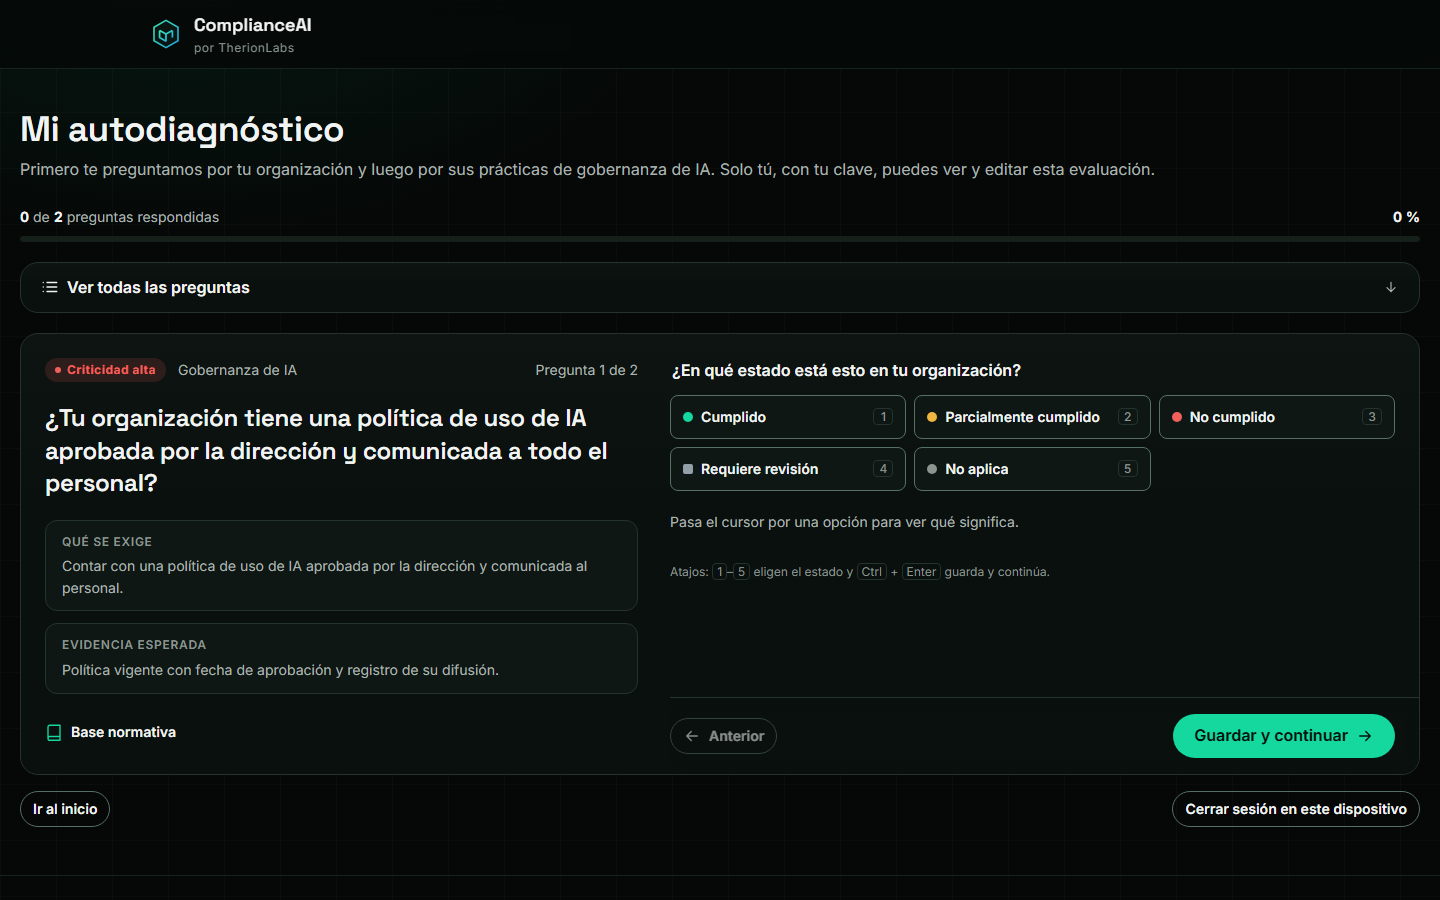 ComplianceAI
por TherionLabs
Mi autodiagnóstico
Primero te preguntamos por tu organización y luego por sus prácticas de gobernanza de IA. Solo tú, con tu clave, puedes ver y editar esta evaluación.
0 de 2 preguntas respondidas
0 %
Ver todas las preguntas
Criticidad alta
Gobernanza de IA
Pregunta 1 de 2
¿Tu organización tiene una política de uso de IA
aprobada por la dirección y comunicada a todo el
personal?
QUÉ SE EXIGE
Contar con una política de uso de IA aprobada por la dirección y comunicada al
personal.
EVIDENCIA ESPERADA
Política vigente con fecha de aprobación y registro de su difusión.
Base normativa
¿En qué estado está esto en tu organización?
Cumplido 1
Parcialmente cumplido 2
No cumplido 3
Requiere revisión 4
No aplica 5
Pasa el cursor por una opción para ver qué significa.
Atajos: 1–5 eligen el estado y Ctrl + Enter guarda y continúa.
Anterior
Guardar y continuar
Ir al inicio
Cerrar sesión en este dispositivo